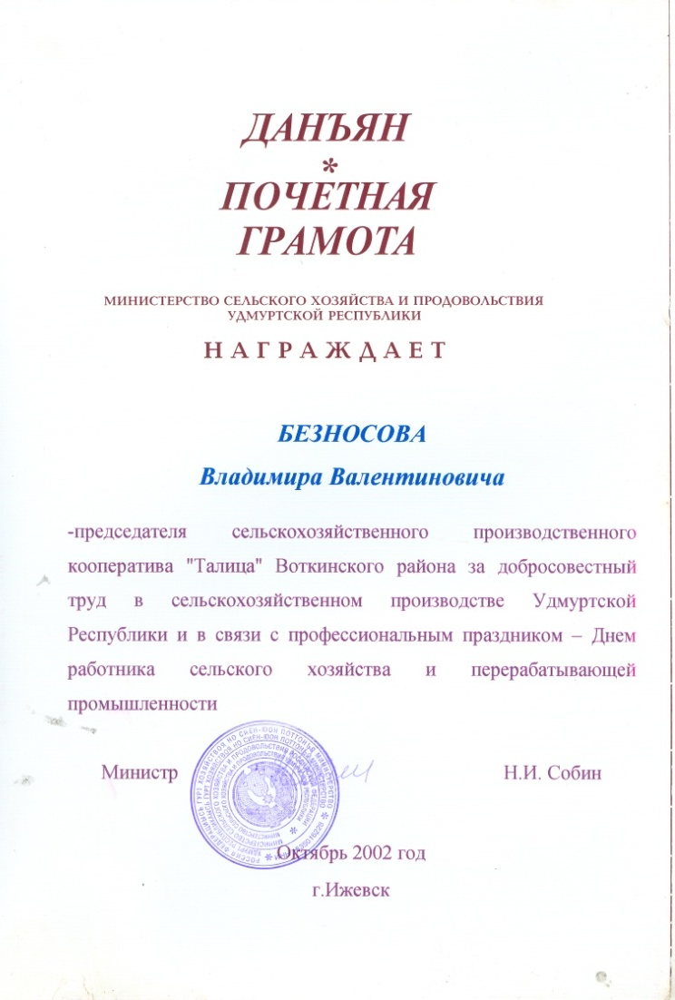 ДАНЪЯН
*
ПОЧЕТНАЯ
ГРАМОТА
МИНИСТЕРСТВО СЕЛЬСКОГО ХОЗЯЙСТВА И ПРОДОВОЛЬСТВИЯ
УДМУРТСКОЙ РЕСПУБЛИКИ
НАГРАЖДАЕТ
БЕЗНОСОВА
Владимира Валентиновича
-председателя сельскохозяйственного производственного
кооператива "Талица" Воткинского района за добросовестный
труд в сельскохозяйственном производстве Удмуртской
Республики и в связи с профессиональным праздником – Днем
работника сельского хозяйства и перерабатывающей
промышленности
Министр Н.И. Собин
Октябрь 2002 год
г.Ижевск